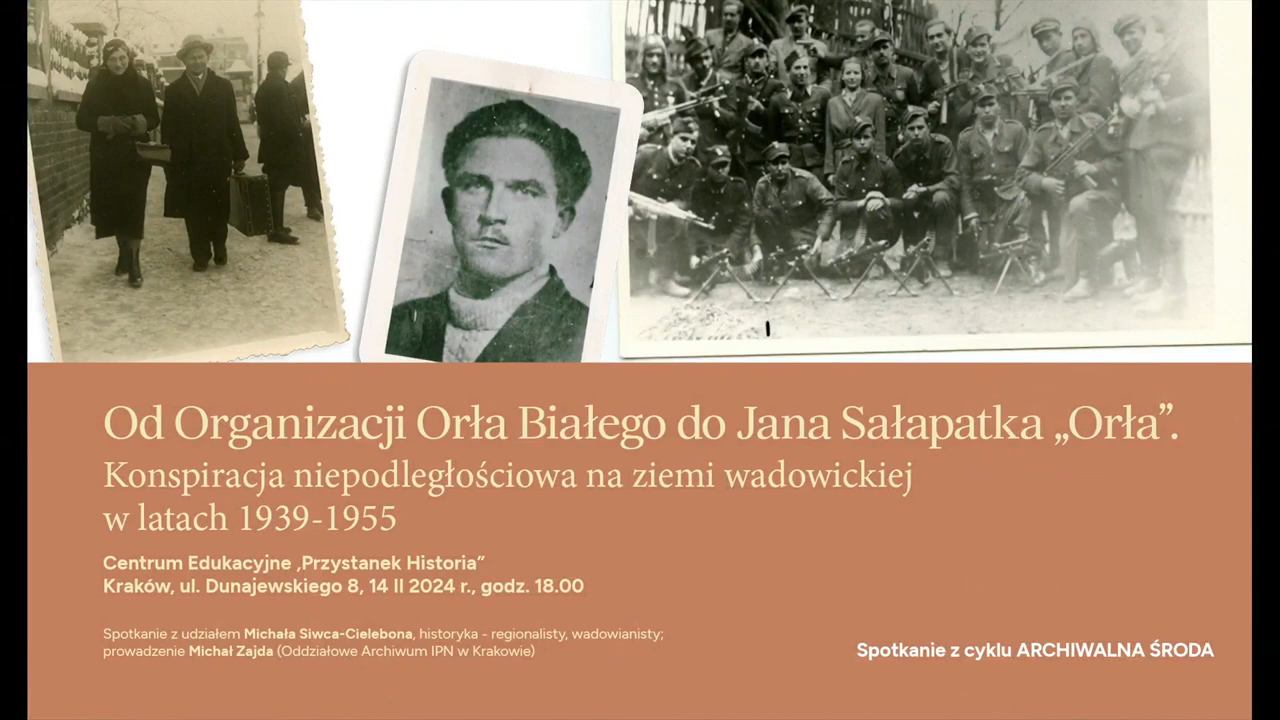 Od Organizacji Orła Białego do Jana Sałapatka „Orła”.
Konspiracja niepodległościowa na ziemi wadowickiej
w latach 1939-1955
Centrum Edukacyjne ‚Przystanek Historia”
Kraków, ul. Dunajewskiego 8, 14 II 2024 r., godz. 18.00
Spotkanie z udziałem Michała Siwca-Cielebona, historyka - regionalisty, wadowianisty;
prowadzenie Michał Zajda (Oddziałowe Archiwum IPN w Krakowie)
Spotkanie z cyklu ARCHIWALNA ŚRODA